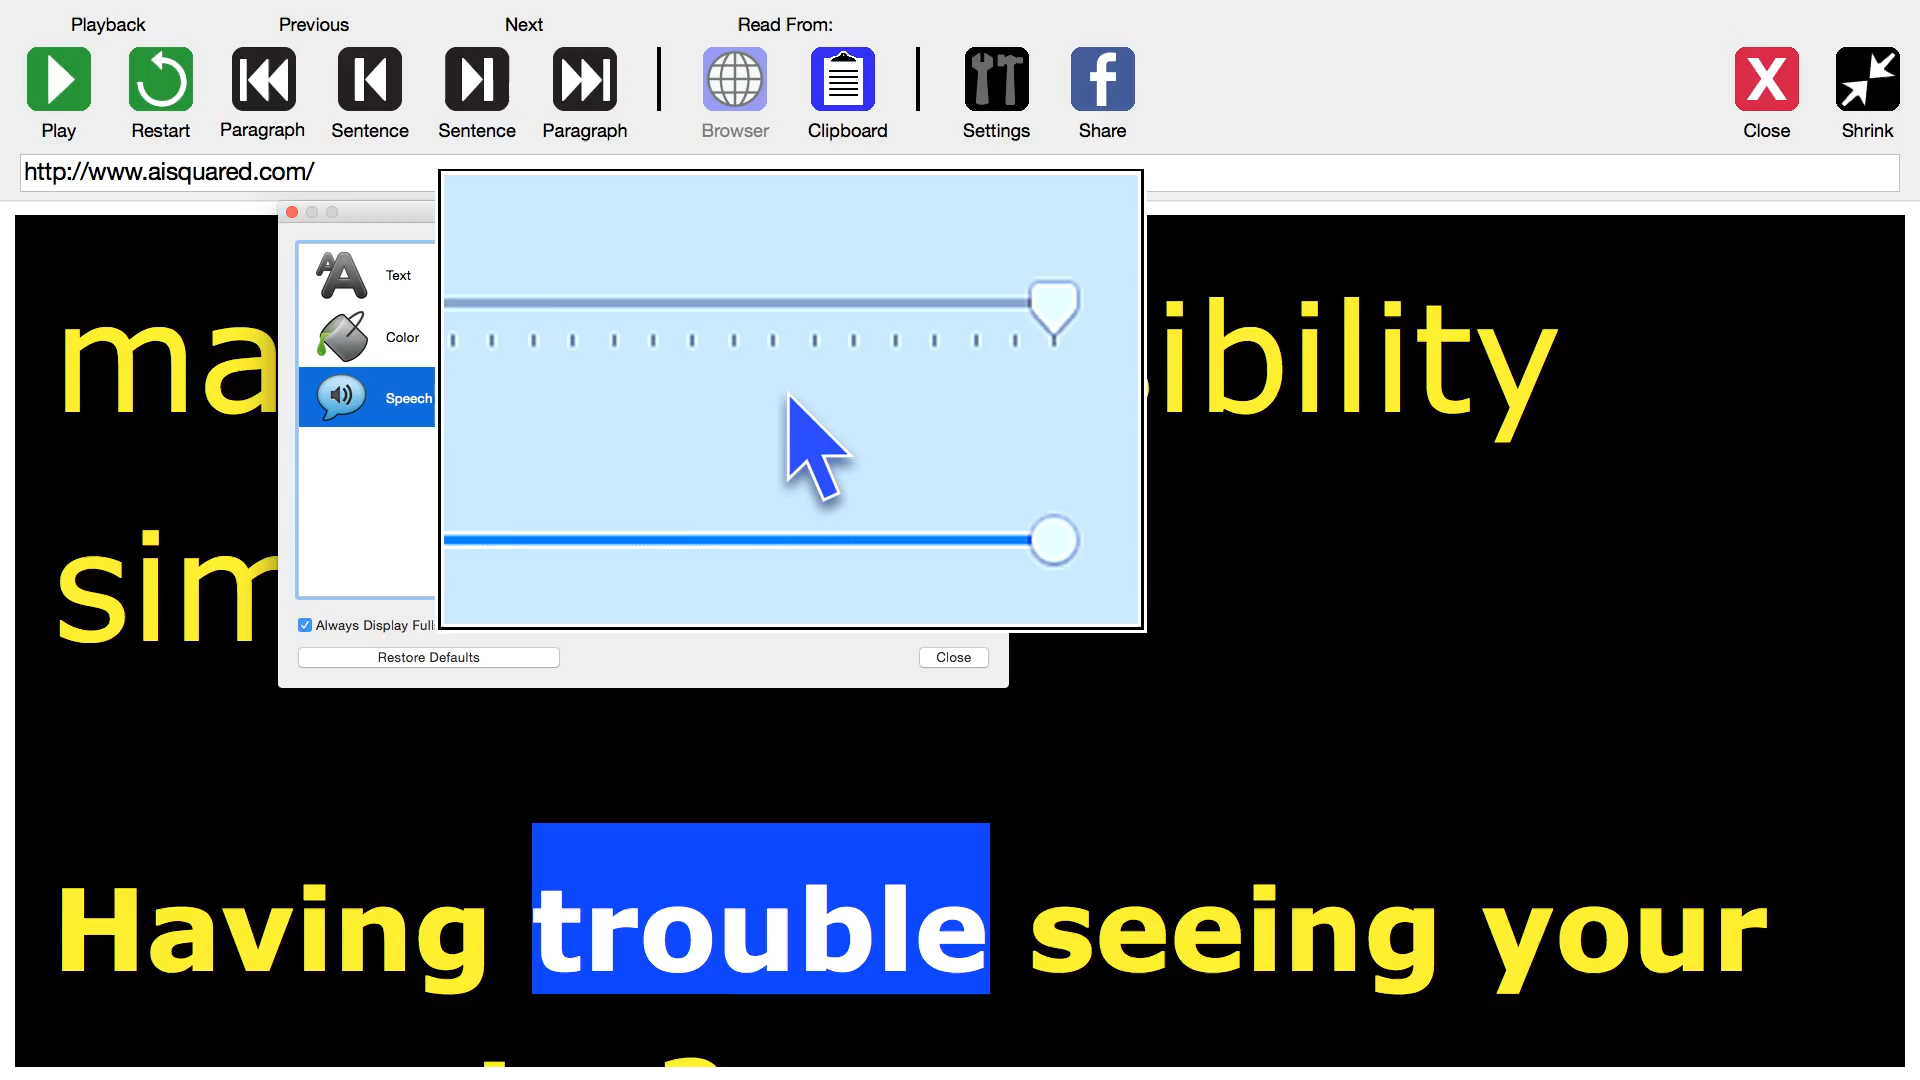 Playback Previous Next Read From:
Play Restart Paragraph Sentence Sentence Paragraph Browser Clipboard Settings Share Close Shrink
http://www.aisquared.com/
Text
Color
Speech
Always Display Full
Restore Defaults Close
ma ibility
sim
Having trouble seeing your